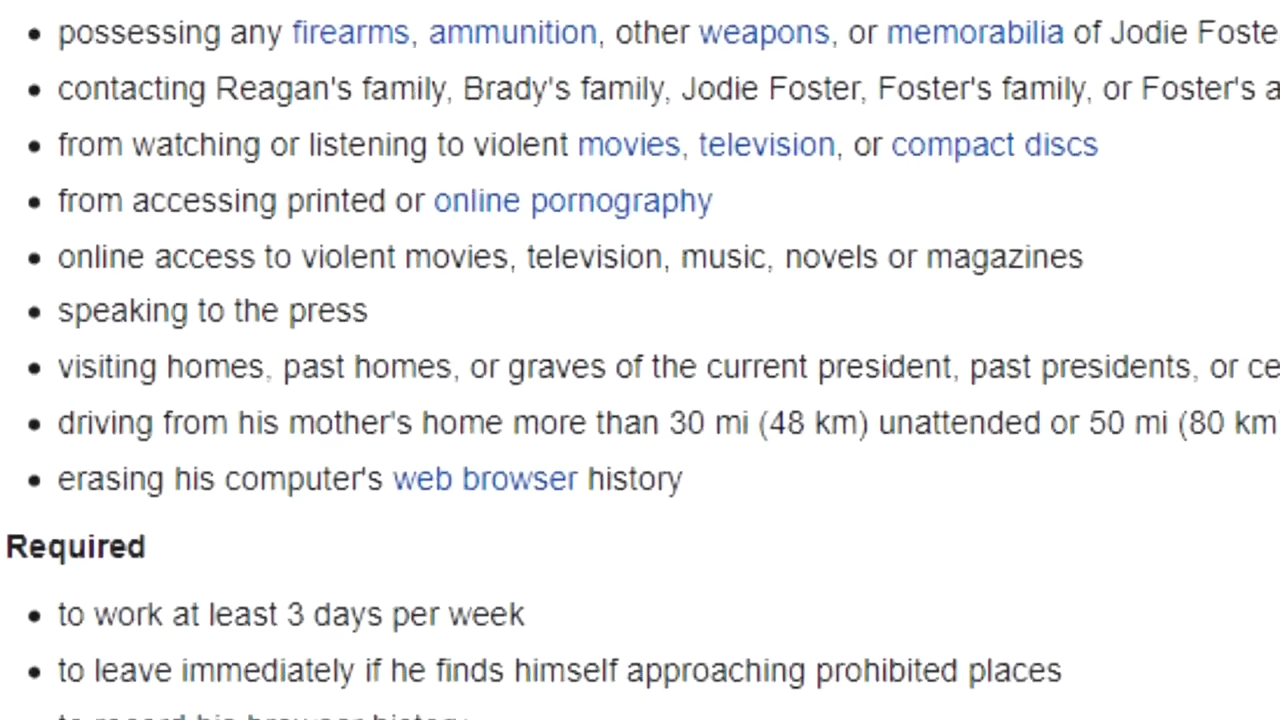 possessing any firearms, ammunition, other weapons, or memorabilia of Jodie
contacting Reagan's family, Brady's family, Jodie Foster, Foster's family, or Foster's
from watching or listening to violent movies, television, or compact discs
from accessing printed or online pornography
online access to violent movies, television, music, novels or magazines
speaking to the press
visiting homes, past homes, or graves of the current president, past presidents, or
driving from his mother's home more than 30 mi (48 km) unattended or 50 mi (80 km
erasing his computer's web browser history
Required
to work at least 3 days per week
to leave immediately if he finds himself approaching prohibited places
to record his browser history